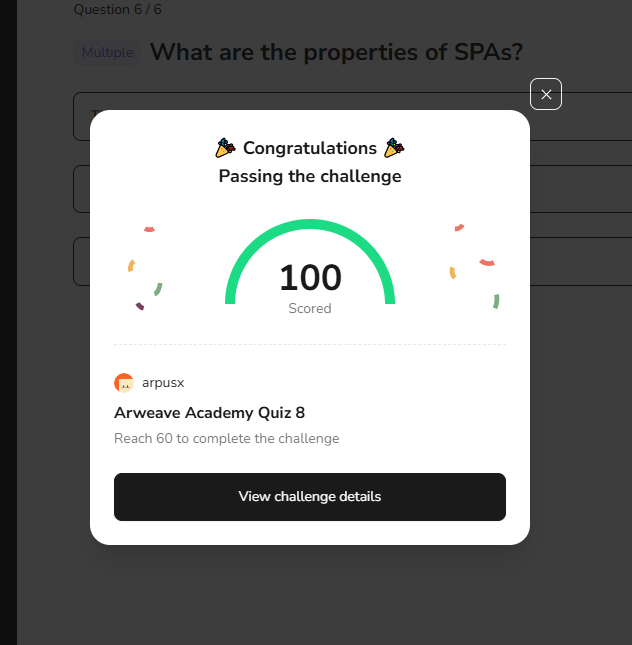 Question 6 / 6
Multiple What are the properties of SPAs?
Congratulations
Passing the challenge
100
Scored
arpusx
Arweave Academy Quiz 8
Reach 60 to complete the challenge
View challenge details